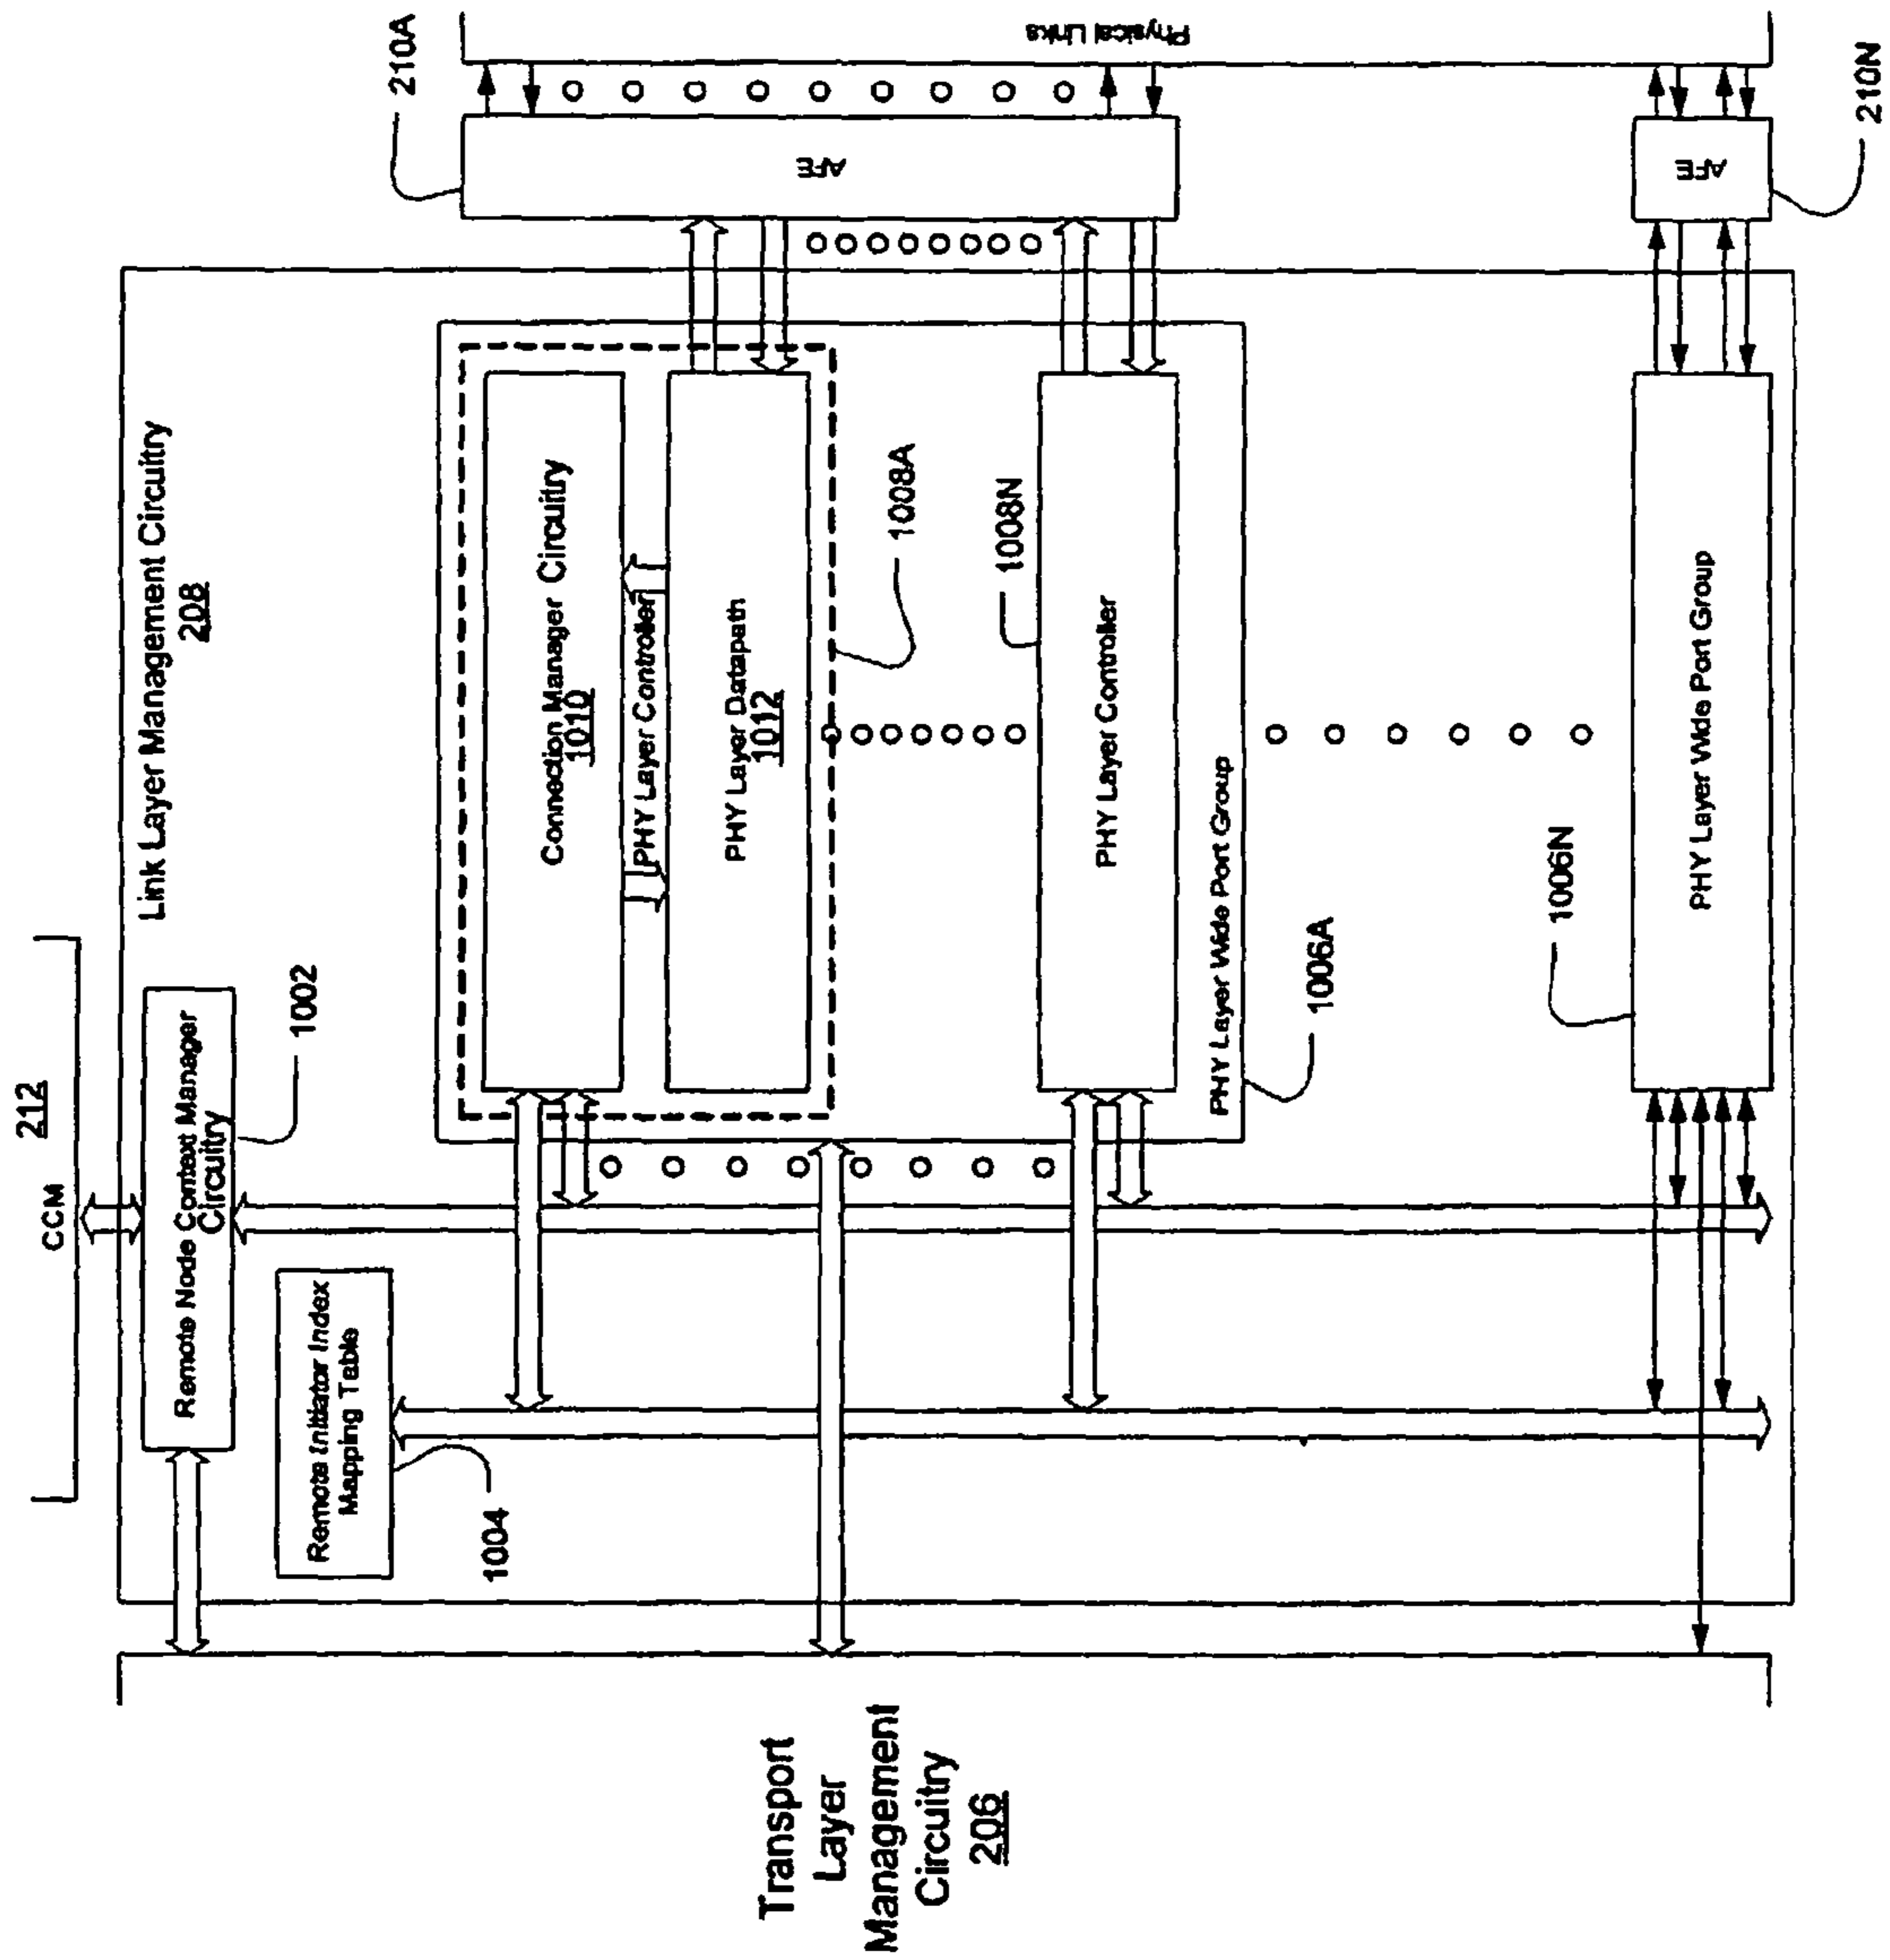 212
CCM
Link Layer Management Circuitry
208
Remote Node Context Manager
Circuitry
1002
Remote Initiator Index
Mapping Table
1004
Connection Manager Circuitry
1010
PHY Layer Controller
PHY Layer Datapath
1012
1008A
1008N
PHY Layer Controller
PHY Layer Wide Port Group
1006A
1006N
PHY Layer Wide Port Group
210A
AFE
Physical Links
AFE
210N
Transport
Layer
Management
Circuitry
206